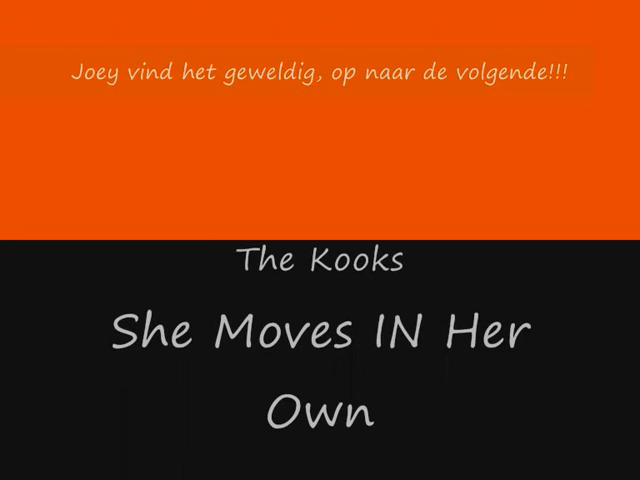 Joey vind het geweldig, op naar de volgende!!!
The Kooks
She Moves IN Her
Own